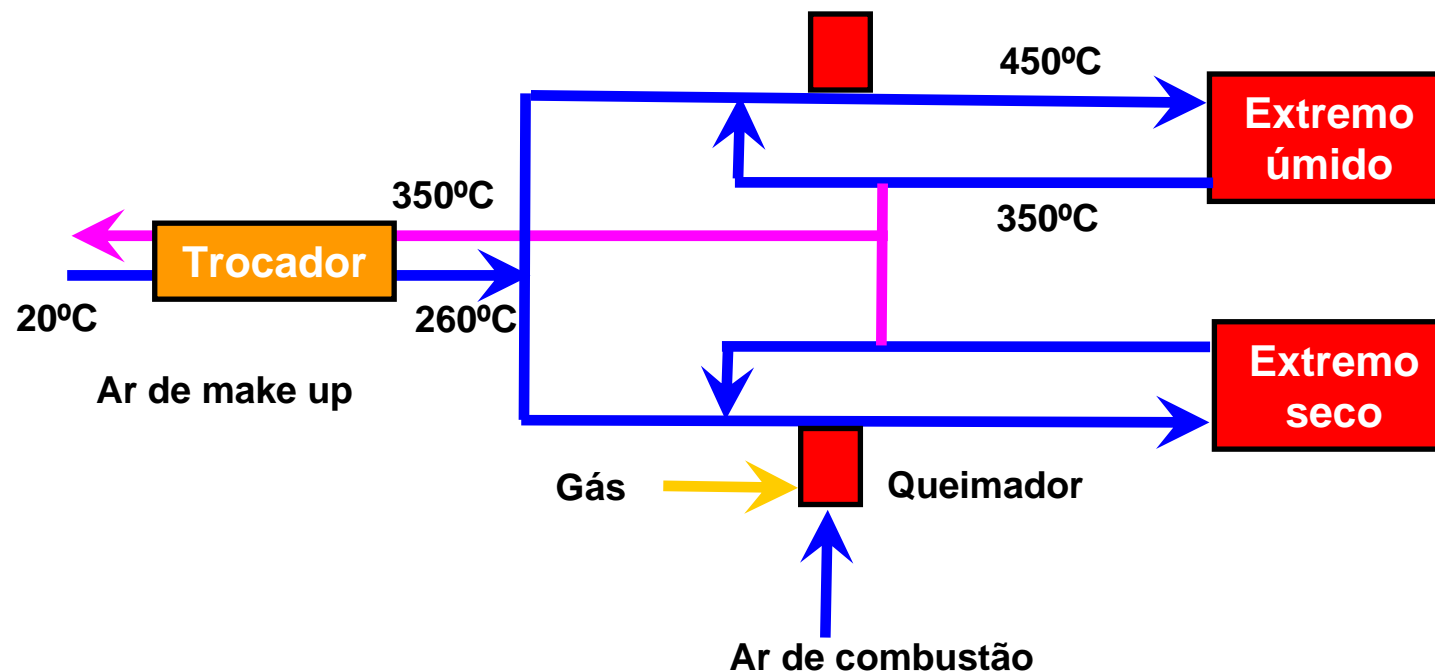 450ºC
Extremo
úmido
350ºC
350ºC
Trocador
20ºC
260ºC
Ar de make up
Extremo
seco
Gás
Queimador
Ar de combustão